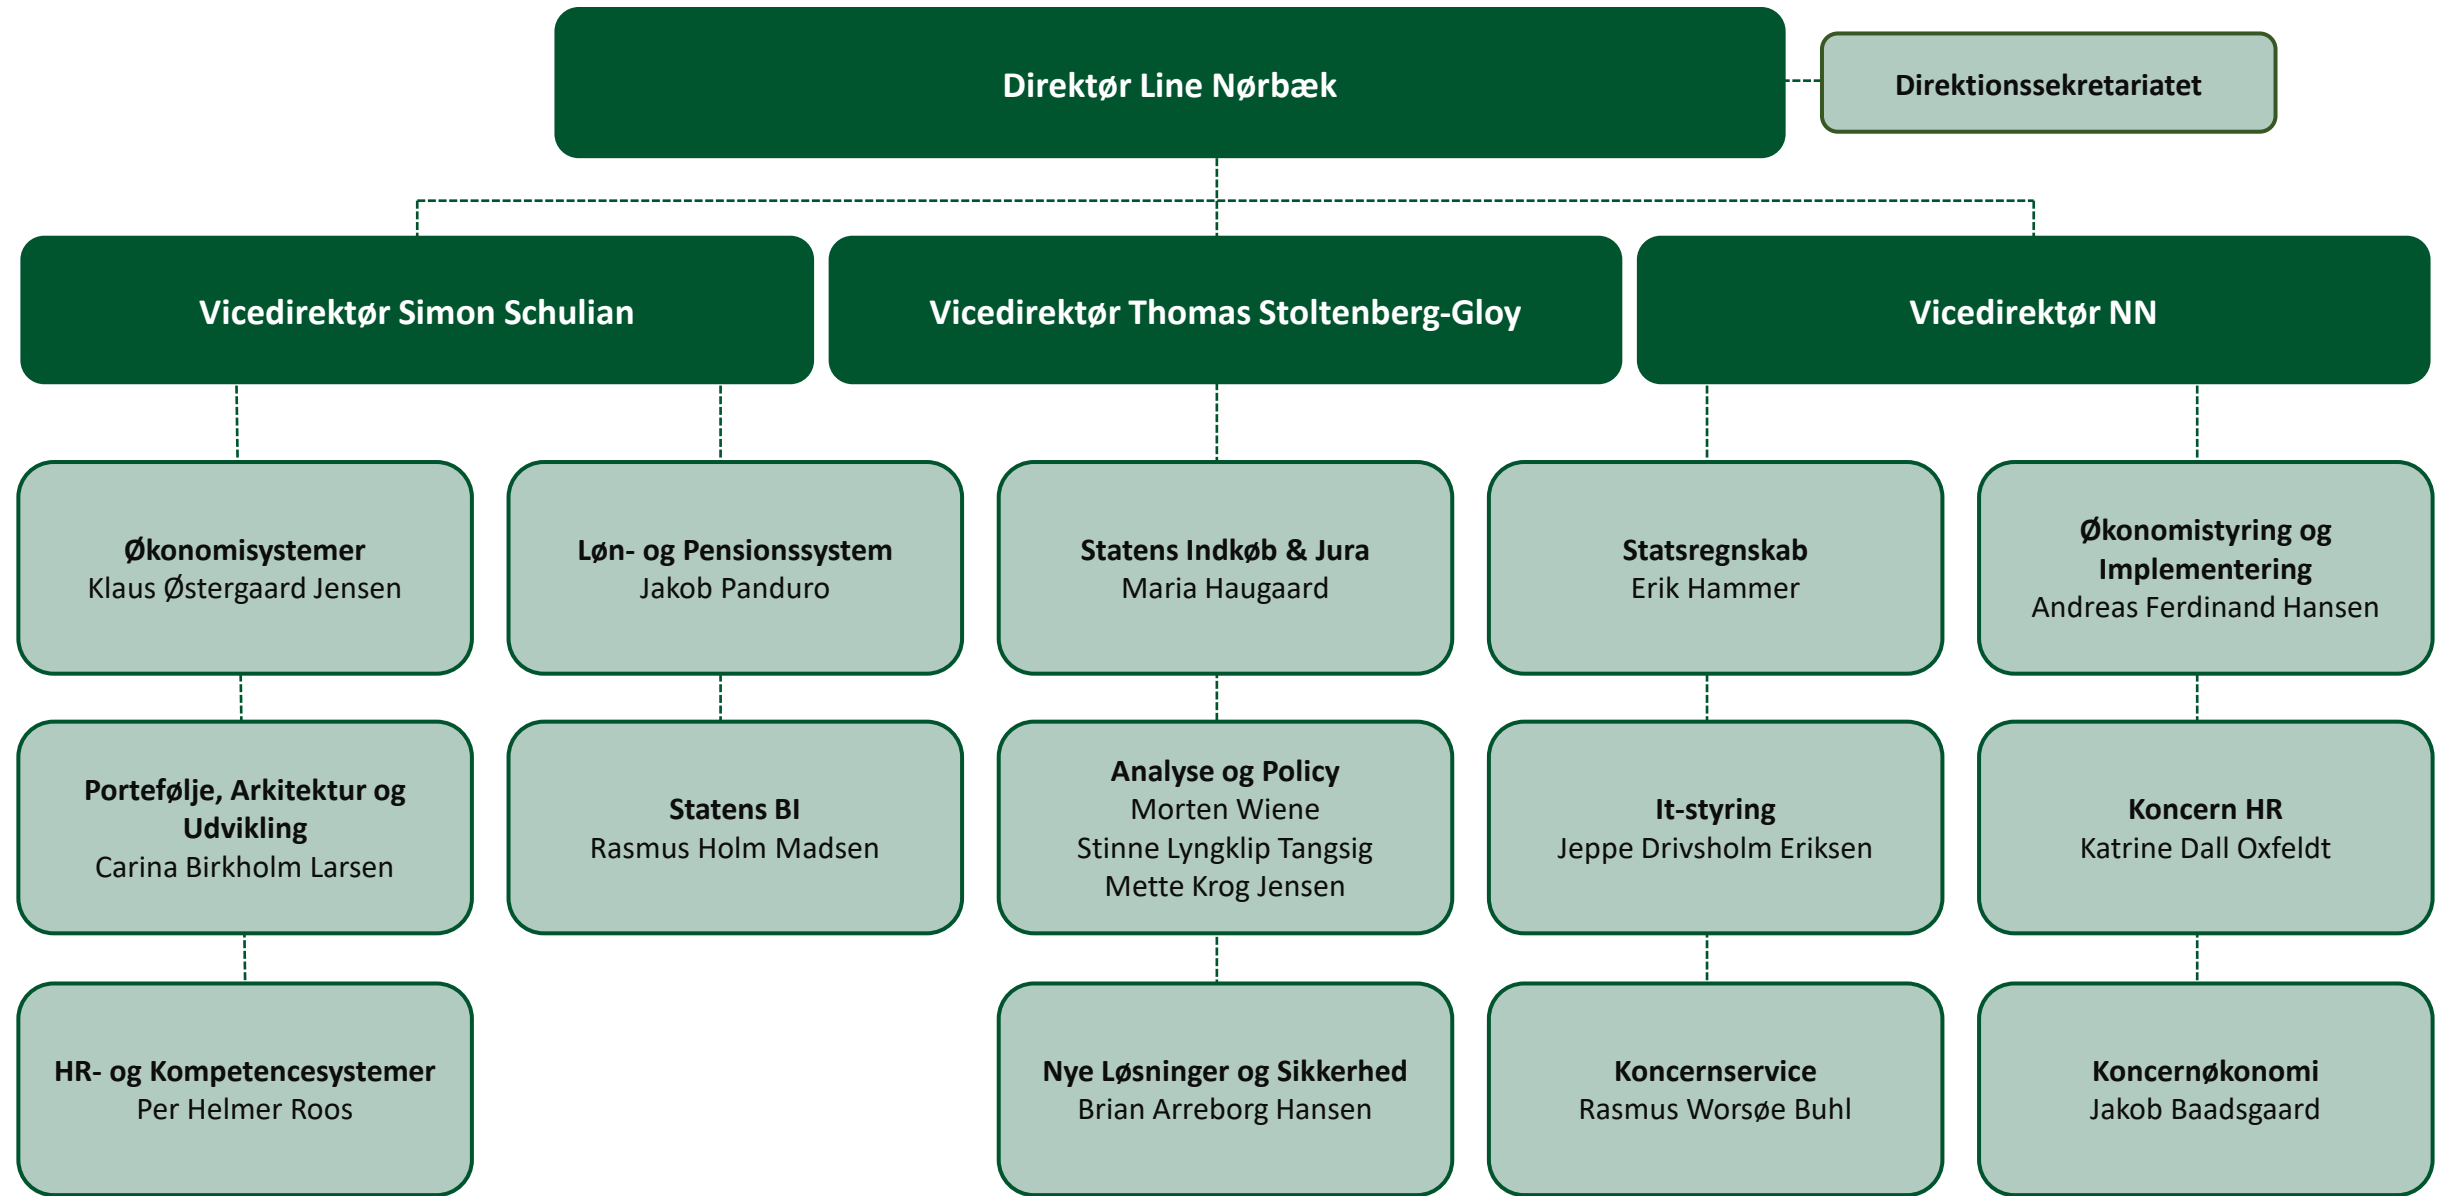 Direktør Line Nørbæk
Direktionssekretariatet
Vicedirektør Simon Schulian
Vicedirektør Thomas Stoltenberg-Gloy
Vicedirektør NN
Økonomisystemer
Klaus Østergaard Jensen
Løn- og Pensionssystem
Jakob Panduro
Statens Indkøb & Jura
Maria Haugaard
Statsregnskab
Erik Hammer
Økonomistyring og
Implementering
Andreas Ferdinand Hansen
Portefølje, Arkitektur og
Udvikling
Carina Birkholm Larsen
Statens BI
Rasmus Holm Madsen
Analyse og Policy
Morten Wiene
Stinne Lyngklip Tangsig
Mette Krog Jensen
It-styring
Jeppe Drivsholm Eriksen
Koncern HR
Katrine Dall Oxfeldt
HR- og Kompetencesystemer
Per Helmer Roos
Nye Løsninger og Sikkerhed
Brian Arreborg Hansen
Koncernservice
Rasmus Worsøe Buhl
Koncernøkonomi
Jakob Baadsgaard